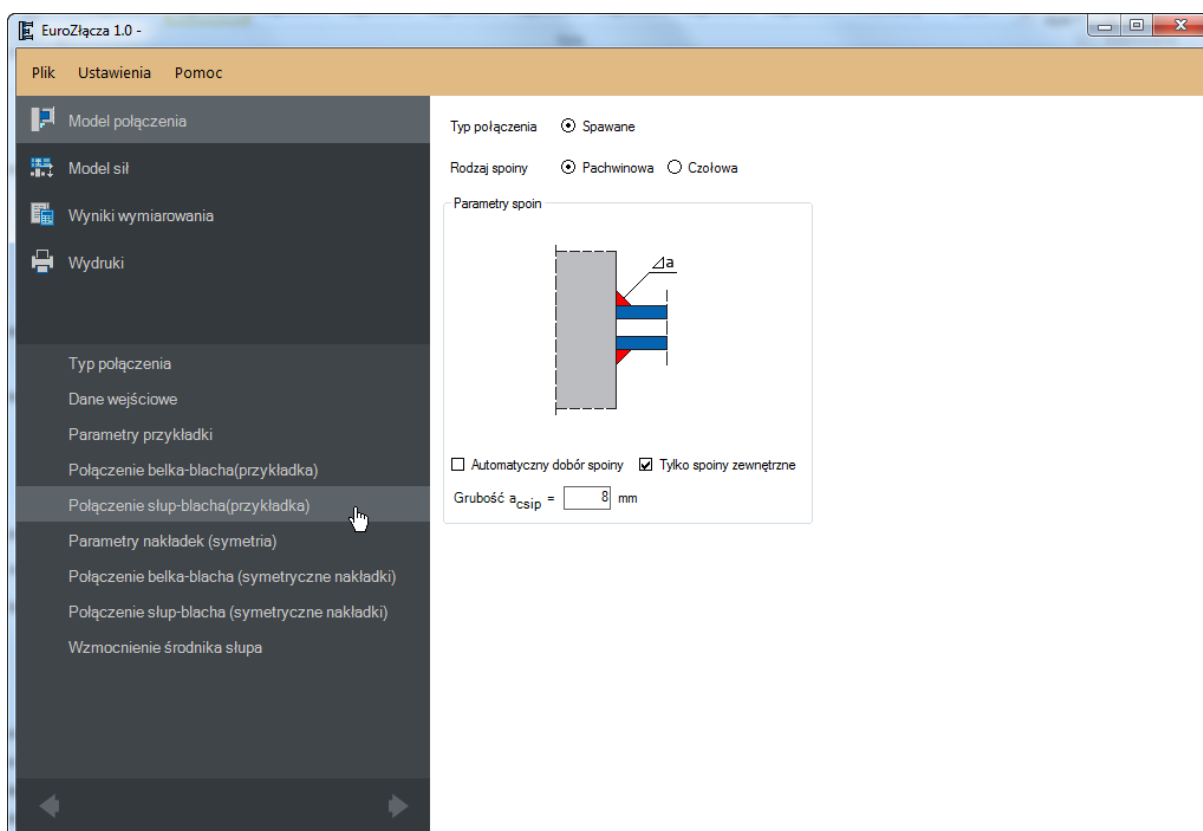 EuroZłącza 1.0 -
Plik Ustawienia Pomoc
Model połączenia
Model sił
Wyniki wymiarowania
Wydruki
Typ połączenia
Dane wejściowe
Parametry przykładki
Połączenie belka-blacha(przykładka)
Połączenie słup-blacha(przykładka)
Parametry nakładek (symetria)
Połączenie belka-blacha (symetryczne nakładki)
Połączenie słup-blacha (symetryczne nakładki)
Wzmocnienie środnika słupa
Typ połączenia Spawane
Rodzaj spoiny Pachwinowa Czołowa
Parametry spoin
⊿a
Automatyczny dobór spoiny Tylko spoiny zewnętrzne
Grubość acsip = 8 mm